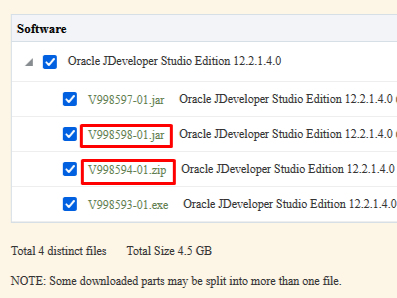 Software
Oracle JDeveloper Studio Edition 12.2.1.4.0
V998597-01.jar Oracle JDeveloper Studio Edition 12.2.1.4.0
V998598-01.jar Oracle JDeveloper Studio Edition 12.2.1.4.0
V998594-01.zip Oracle JDeveloper Studio Edition 12.2.1.4.0
V998593-01.exe Oracle JDeveloper Studio Edition 12.2.1.4.0
Total 4 distinct files Total Size 4.5 GB
NOTE: Some downloaded parts may be split into more than one file.